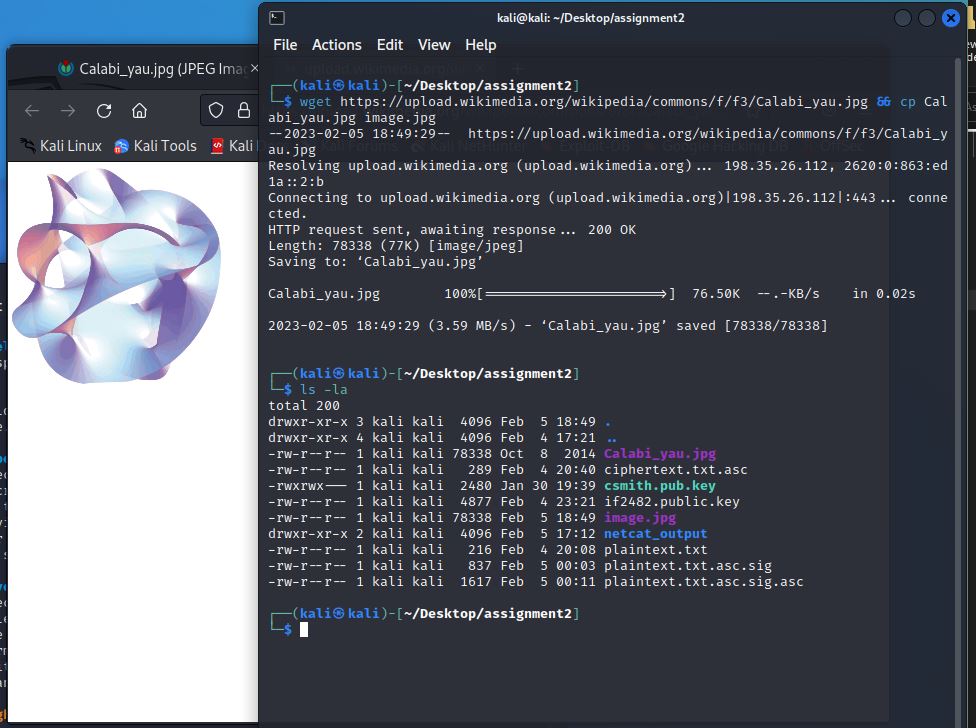 kali@kali: ~/Desktop/assignment2
File Actions Edit View Help
Calabi_yau.jpg (JPEG Imag
Kali Linux Kali Tools Kali
┌──(kali㉿kali)-[~/Desktop/assignment2]
└─$ wget https://upload.wikimedia.org/wikipedia/commons/f/f3/Calabi_yau.jpg && cp Cal
abi_yau.jpg image.jpg
--2023-02-05 18:49:29-- https://upload.wikimedia.org/wikipedia/commons/f/f3/Calabi_y
au.jpg
Resolving upload.wikimedia.org (upload.wikimedia.org)... 198.35.26.112, 2620:0:863:ed
1a::2:b
Connecting to upload.wikimedia.org (upload.wikimedia.org)|198.35.26.112|:443... conne
cted.
HTTP request sent, awaiting response... 200 OK
Length: 78338 (77K) [image/jpeg]
Saving to: ‘Calabi_yau.jpg’
Calabi_yau.jpg 100%[===================>] 76.50K --.-KB/s in 0.02s
2023-02-05 18:49:29 (3.59 MB/s) - ‘Calabi_yau.jpg’ saved [78338/78338]
┌──(kali㉿kali)-[~/Desktop/assignment2]
└─$ ls -la
total 200
drwxr-xr-x 3 kali kali 4096 Feb 5 18:49 .
drwxr-xr-x 4 kali kali 4096 Feb 4 17:21 ..
-rw-r--r-- 1 kali kali 78338 Oct 8 2014 Calabi_yau.jpg
-rw-r--r-- 1 kali kali 289 Feb 4 20:40 ciphertext.txt.asc
-rwxrwx--- 1 kali kali 2480 Jan 30 19:39 csmith.pub.key
-rw-r--r-- 1 kali kali 4877 Feb 4 23:21 if2482.public.key
-rw-r--r-- 1 kali kali 78338 Feb 5 18:49 image.jpg
drwxr-xr-x 2 kali kali 4096 Feb 5 17:12 netcat_output
-rw-r--r-- 1 kali kali 216 Feb 4 20:08 plaintext.txt
-rw-r--r-- 1 kali kali 837 Feb 5 00:03 plaintext.txt.asc.sig
-rw-r--r-- 1 kali kali 1617 Feb 5 00:11 plaintext.txt.asc.sig.asc
┌──(kali㉿kali)-[~/Desktop/assignment2]
└─$